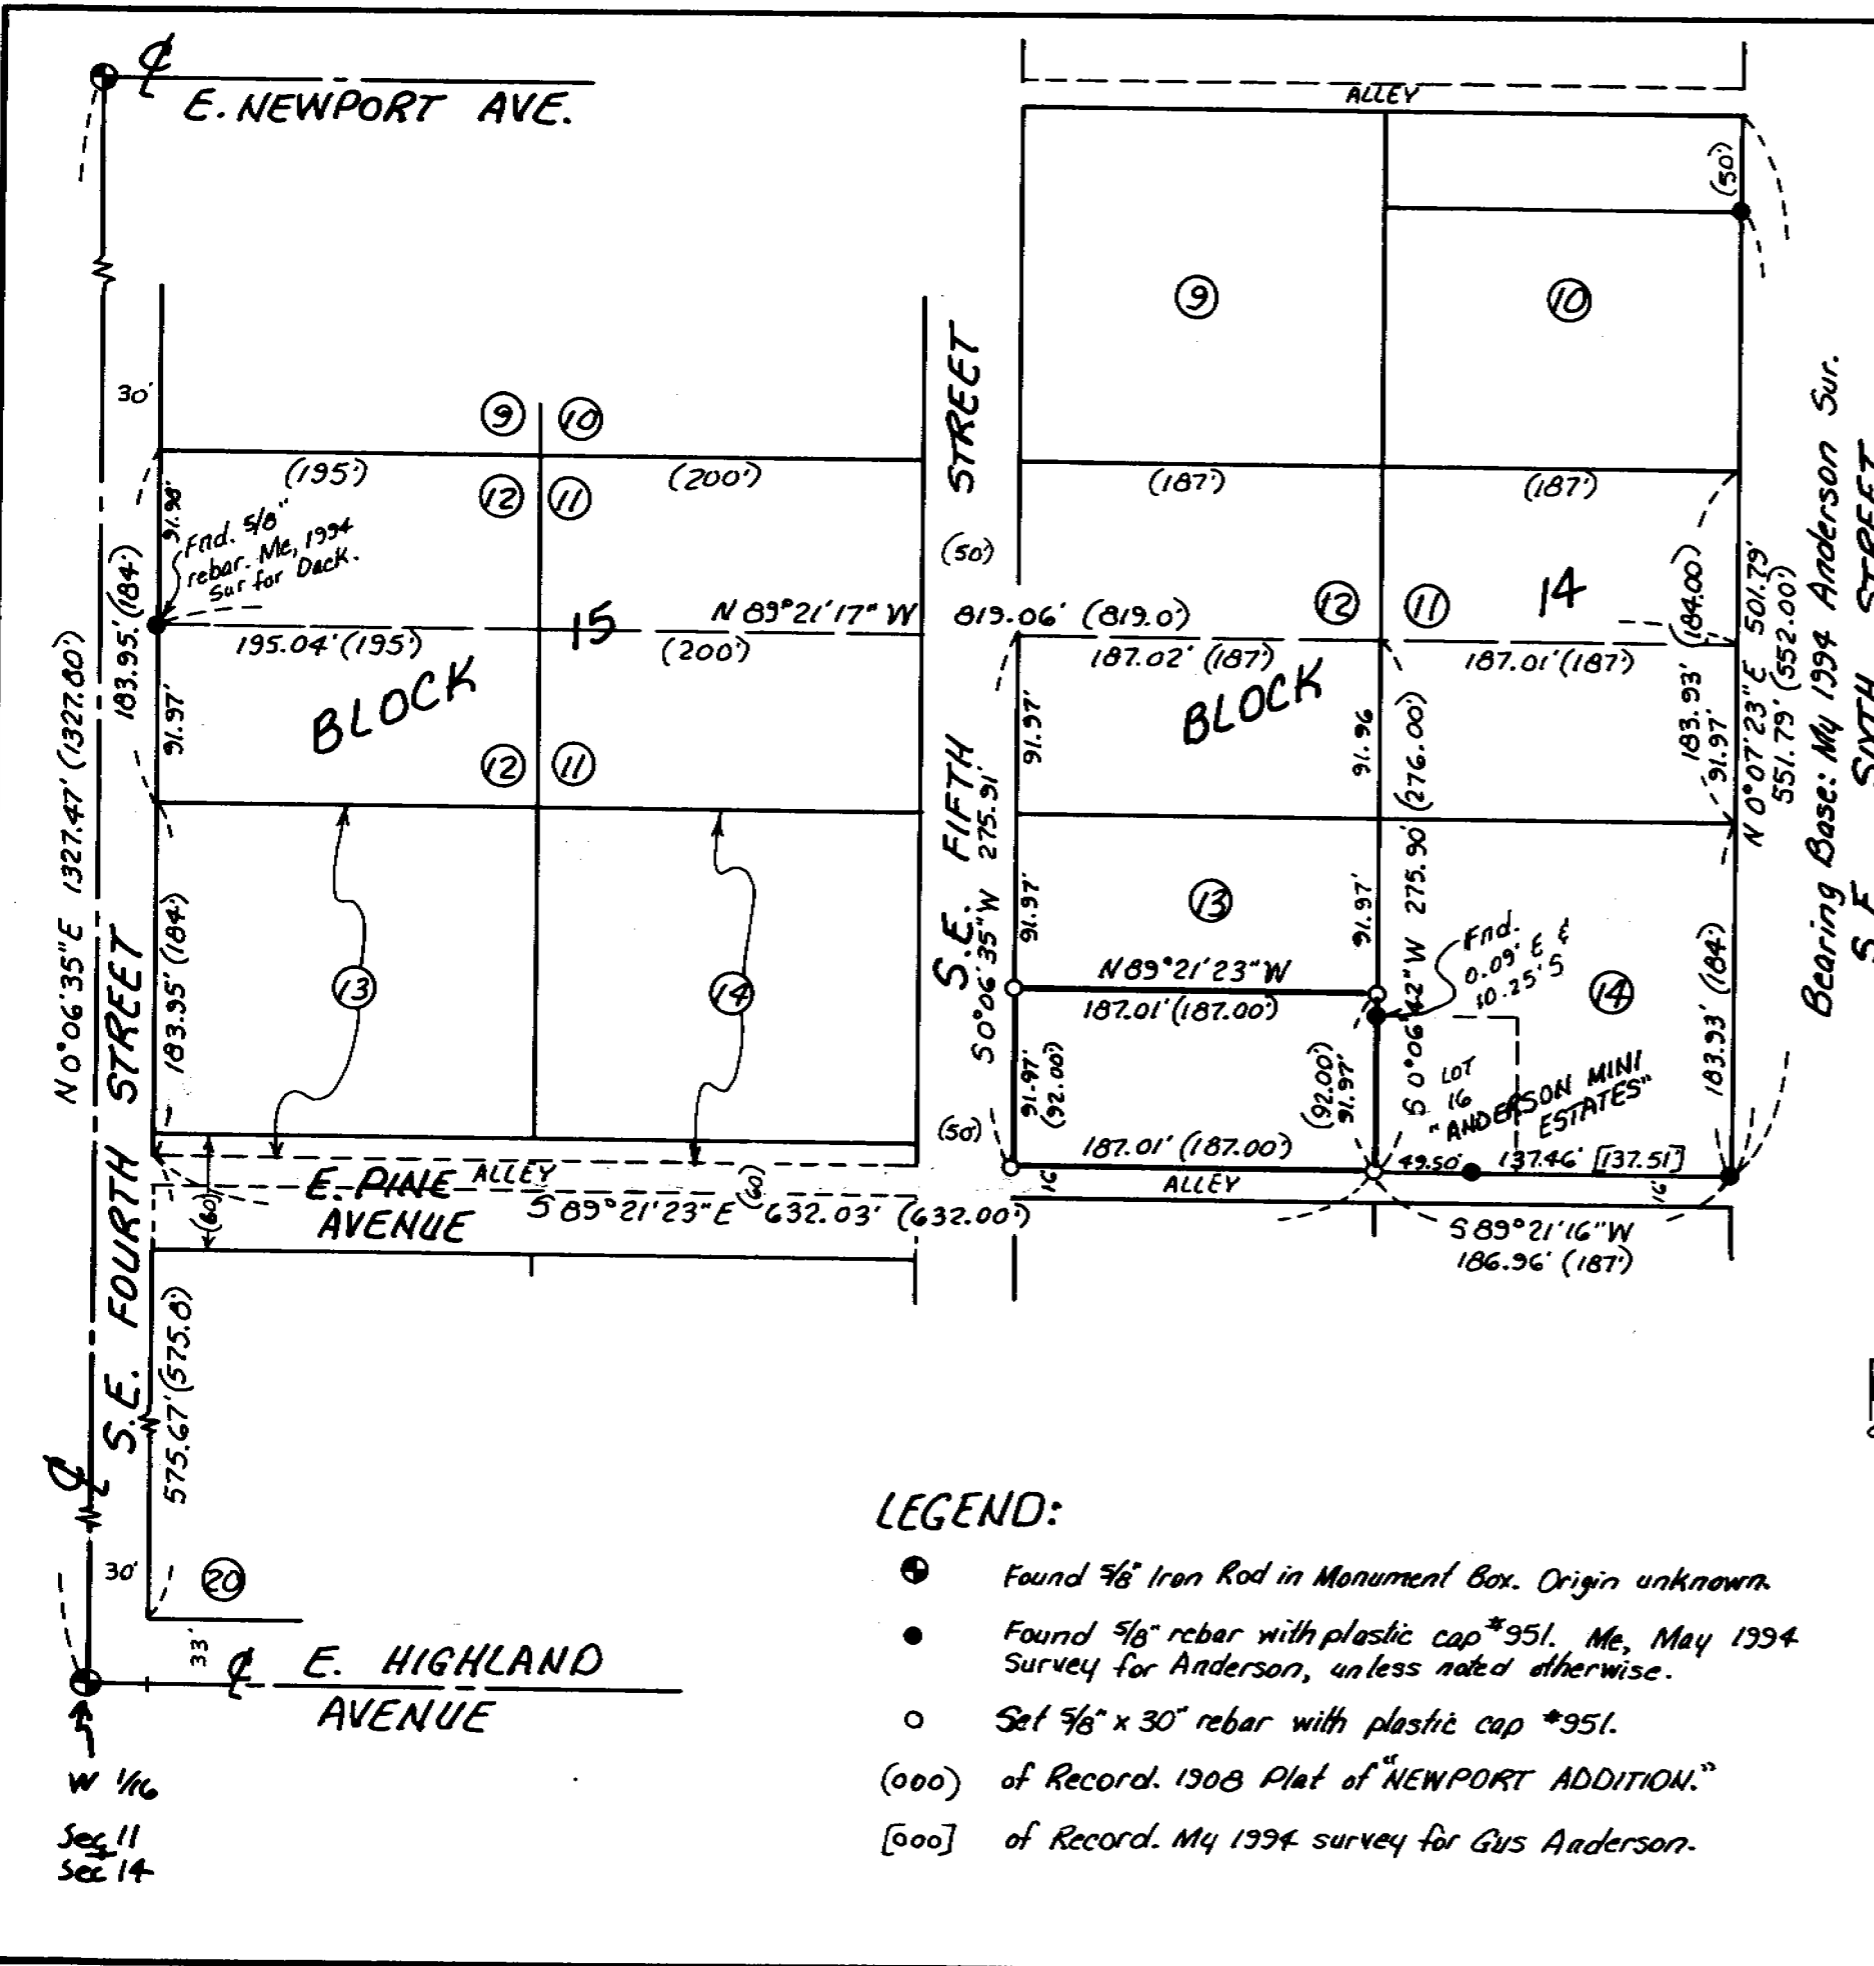 ℄
E. NEWPORT AVE.
ALLEY
(50')
9
10
30'
9
10
(195')
(200')
(187')
(187')
12
11
91.98'
Fnd. 5/8"
rebar. Me, 1994
Sur for Dack.
STREET
(50')
12
11
14
183.95' (184')
(184.00')
15
N 89°21'17" W
819.06' (819.0')
195.04' (195')
(200')
187.02' (187')
187.01' (187')
BLOCK
BLOCK
91.97'
91.97'
91.96
183.93'
91.97'
N 0°07'23" E 501.79'
551.79' (552.00')
Bearing Base: My 1994 Anderson Sur.
S.E. SIXTH STREET
12
11
N 0°06'35" E 1327.47' (1327.80')
S.E. FIFTH
S 0°06'35" W 275.91'
S 0°06'42" W 275.90' (276.00')
13
91.97'
91.97'
Fnd.
0.09' E &
10.25' S
183.95' (184')
13
14
N 89°21'23" W
187.01' (187.00')
14
183.93' (184')
91.97'
(92.00')
(92.00')
91.97'
LOT
16
"ANDERSON MINI
ESTATES"
S.E. FOURTH STREET
(50')
187.01' (187.00')
49.50'
137.46' [137.51]
ALLEY
E. PINE
AVENUE
(60')
(60')
16'
ALLEY
16'
S 89°21'23" E 632.03' (632.00')
S 89°21'16" W
186.96' (187')
575.67' (575.8')
℄
30'
20
33'
℄ E. HIGHLAND
AVENUE
W 1/16
Sec 11
Sec 14
LEGEND:
Found 5/8" Iron Rod in Monument Box. Origin unknown.
Found 5/8" rebar with plastic cap #951. Me, May 1994
Survey for Anderson, unless noted otherwise.
Set 5/8" x 30" rebar with plastic cap #951.
(000) of Record. 1908 Plat of "NEWPORT ADDITION."
[000] of Record. My 1994 survey for Gus Anderson.